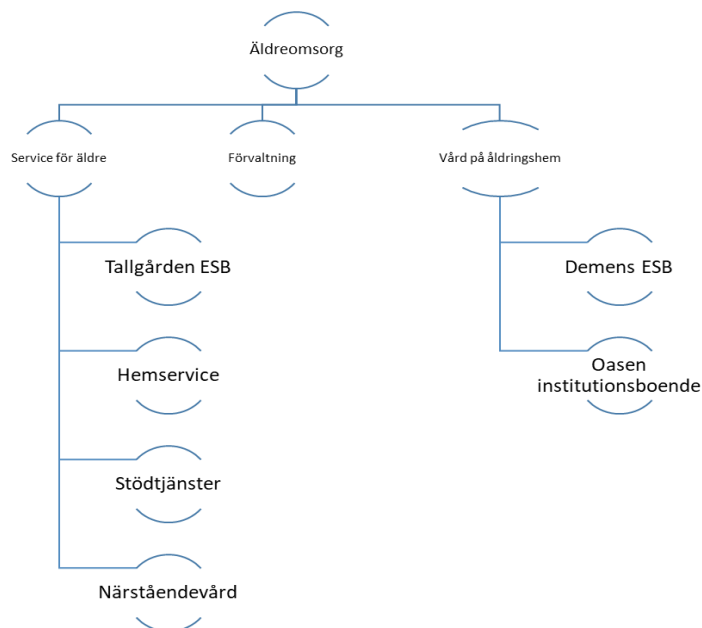 Äldreomsorg
Service för äldre
Förvaltning
Vård på åldringshem
Tallgården ESB
Hemservice
Stödtjänster
Närståendevård
Demens ESB
Oasen
institutionsboende